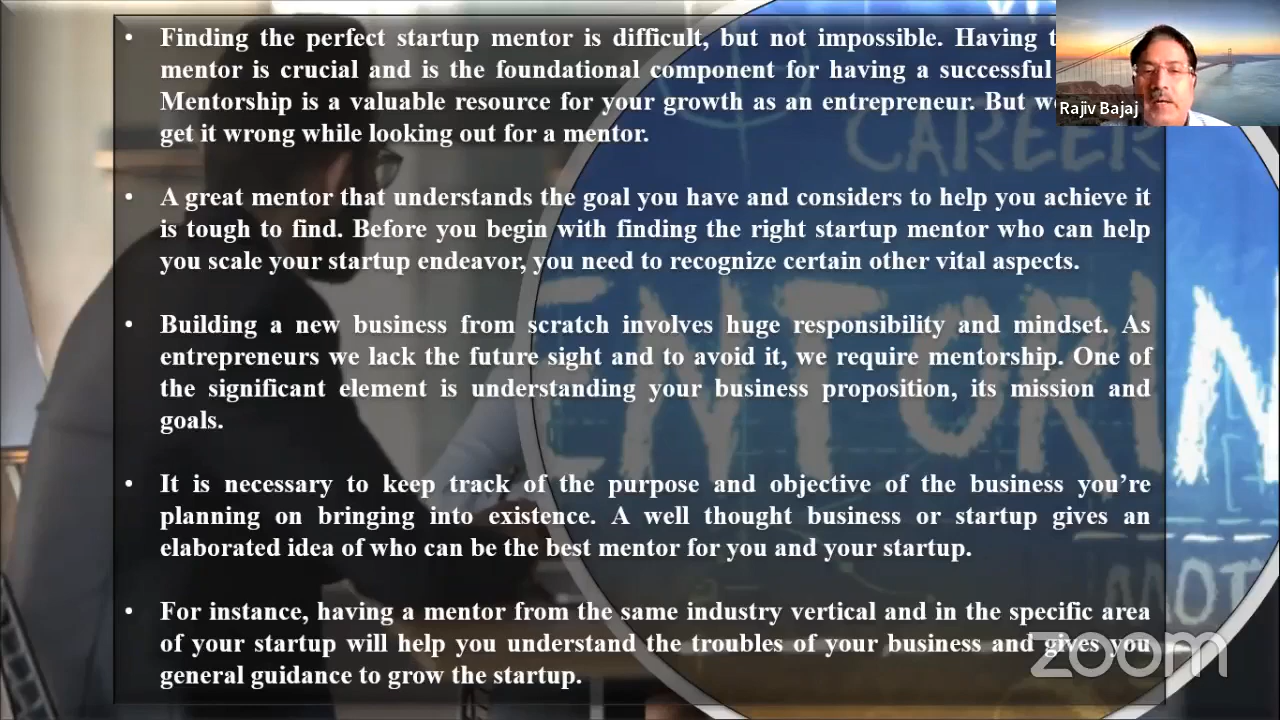 • Finding the perfect startup mentor is difficult, but not impossible. Having
mentor is crucial and is the foundational component for having a successful
Mentorship is a valuable resource for your growth as an entrepreneur. But
get it wrong while looking out for a mentor.
• A great mentor that understands the goal you have and considers to help you achieve it
is tough to find. Before you begin with finding the right startup mentor who can help
you scale your startup endeavor, you need to recognize certain other vital aspects.
• Building a new business from scratch involves huge responsibility and mindset. As
entrepreneurs we lack the future sight and to avoid it, we require mentorship. One of
the significant element is understanding your business proposition, its mission and
goals.
• It is necessary to keep track of the purpose and objective of the business you’re
planning on bringing into existence. A well thought business or startup gives an
elaborated idea of who can be the best mentor for you and your startup.
• For instance, having a mentor from the same industry vertical and in the specific area
of your startup will help you understand the troubles of your business and gives you
general guidance to grow the startup.
Rajiv Bajaj
CAREER
ENTORIN
MOT
zoom